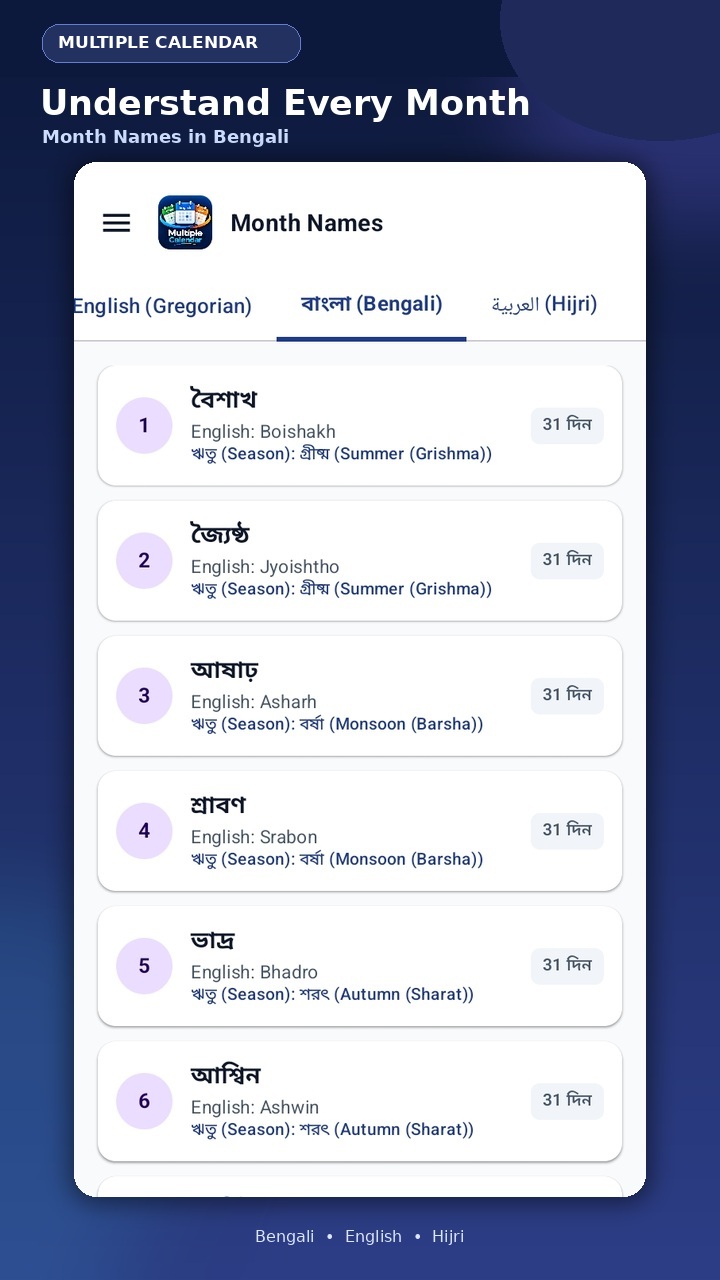 MULTIPLE CALENDAR
Understand Every Month
Month Names in Bengali
Multiple
Calendar
Month Names
English (Gregorian)
বাংলা (Bengali)
العربية (Hijri)
1
বৈশাখ
English: Boishakh
ঋতু (Season): গ্রীষ্ম (Summer (Grishma))
31 দিন
2
জ্যৈষ্ঠ
English: Jyoishtho
ঋতু (Season): গ্রীষ্ম (Summer (Grishma))
31 দিন
3
আষাঢ়
English: Asharh
ঋতু (Season): বর্ষা (Monsoon (Barsha))
31 দিন
4
শ্রাবণ
English: Srabon
ঋতু (Season): বর্ষা (Monsoon (Barsha))
31 দিন
5
ভাদ্র
English: Bhadro
ঋতু (Season): শরৎ (Autumn (Sharat))
31 দিন
6
আশ্বিন
English: Ashwin
ঋতু (Season): শরৎ (Autumn (Sharat))
31 দিন
Bengali • English • Hijri